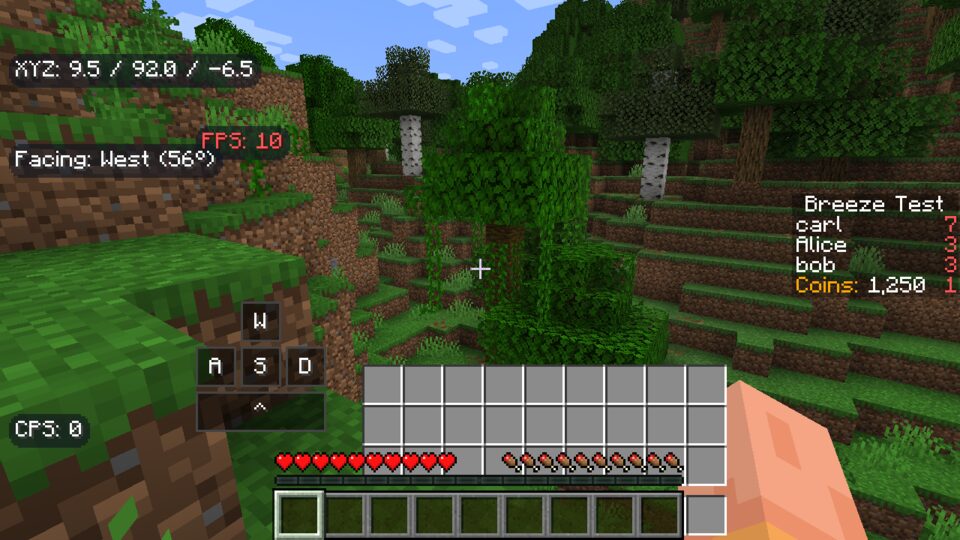 XYZ: 9.5 / 92.0 / -6.5
FPS: 10
Facing: West (56°)
Breeze Test
carl 7
Alice 3
bob 3
Coins: 1,250 1
W
A S D
^
CPS: 0